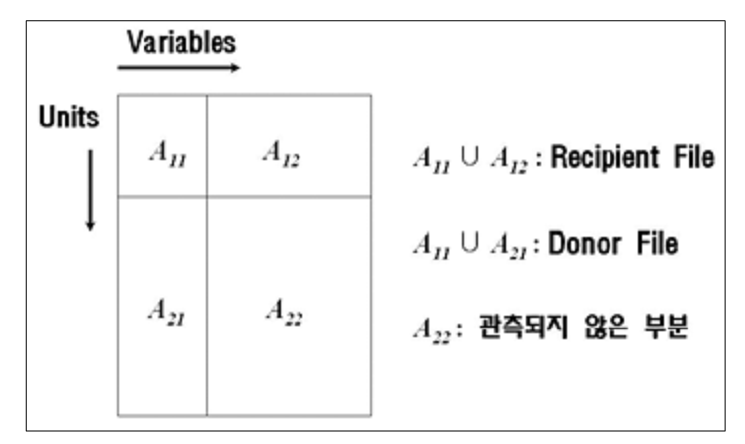 Variables
Units
A11 A12
A11 ∪ A12 : Recipient File
A11 ∪ A21 : Donor File
A21 A22
A22 : 관측되지 않은 부분